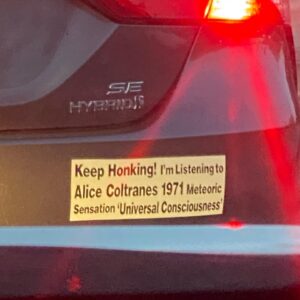 SE
HYBRID
Keep Honking! I'm Listening to
Alice Coltranes 1971 Meteoric
Sensation 'Universal Consciousness'